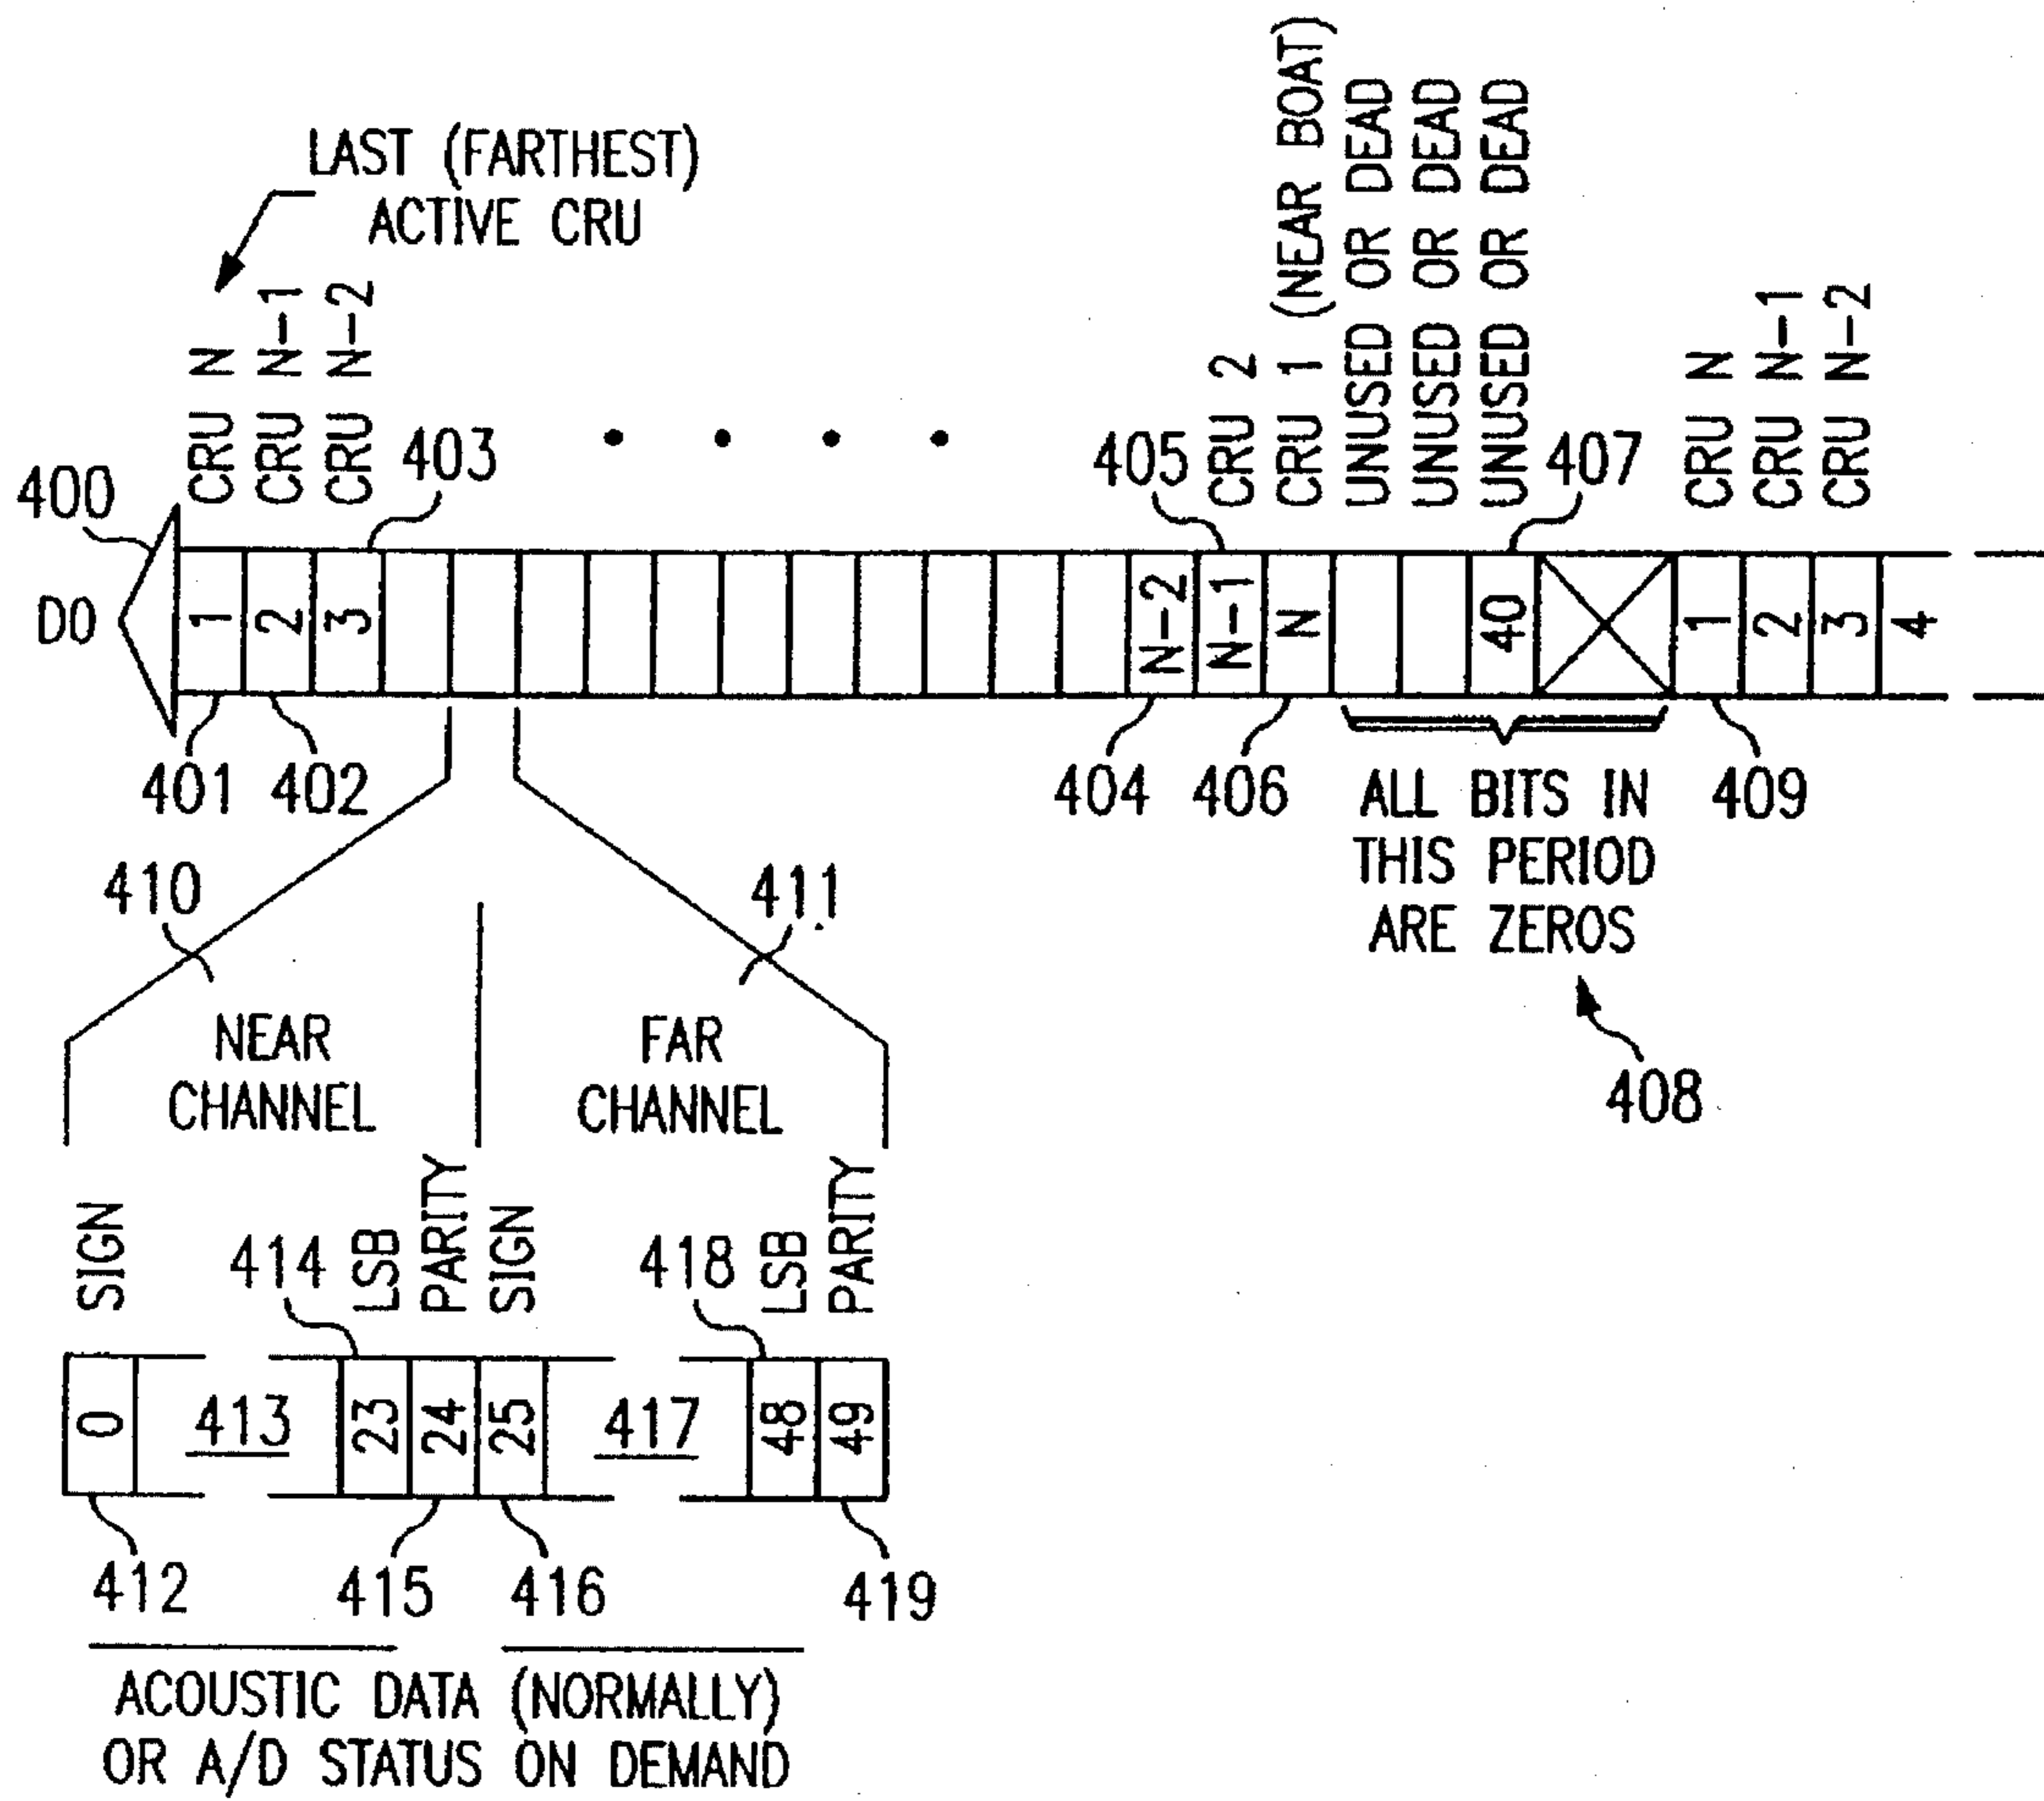 LAST (FARTHEST)
ACTIVE CRU
CRU N
CRU N-1
CRU N-2
403
405
CRU 2
CRU 1 (NEAR BOAT)
UNUSED OR DEAD
UNUSED OR DEAD
UNUSED OR DEAD
407
CRU N
CRU N-1
CRU N-2
400
DO
1
2
3
N-2
N-1
N
40
1
2
3
4
401
402
404
406
ALL BITS IN
THIS PERIOD
ARE ZEROS
409
408
410
411
NEAR
CHANNEL
FAR
CHANNEL
SIGN
414
LSB
PARITY
SIGN
418
LSB
PARITY
0
413
23
24
25
417
48
49
412
415
416
419
ACOUSTIC DATA (NORMALLY)
OR A/D STATUS ON DEMAND